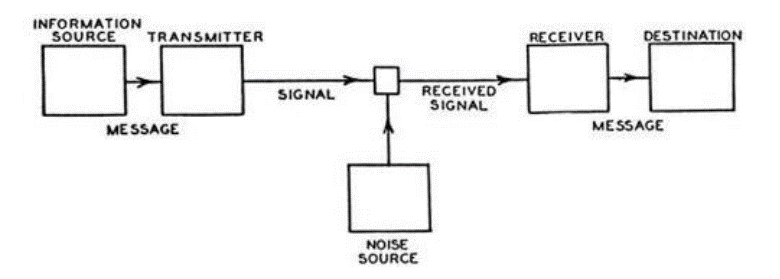 INFORMATION
SOURCE
TRANSMITTER
RECEIVER
DESTINATION
SIGNAL
RECEIVED
SIGNAL
MESSAGE
MESSAGE
NOISE
SOURCE